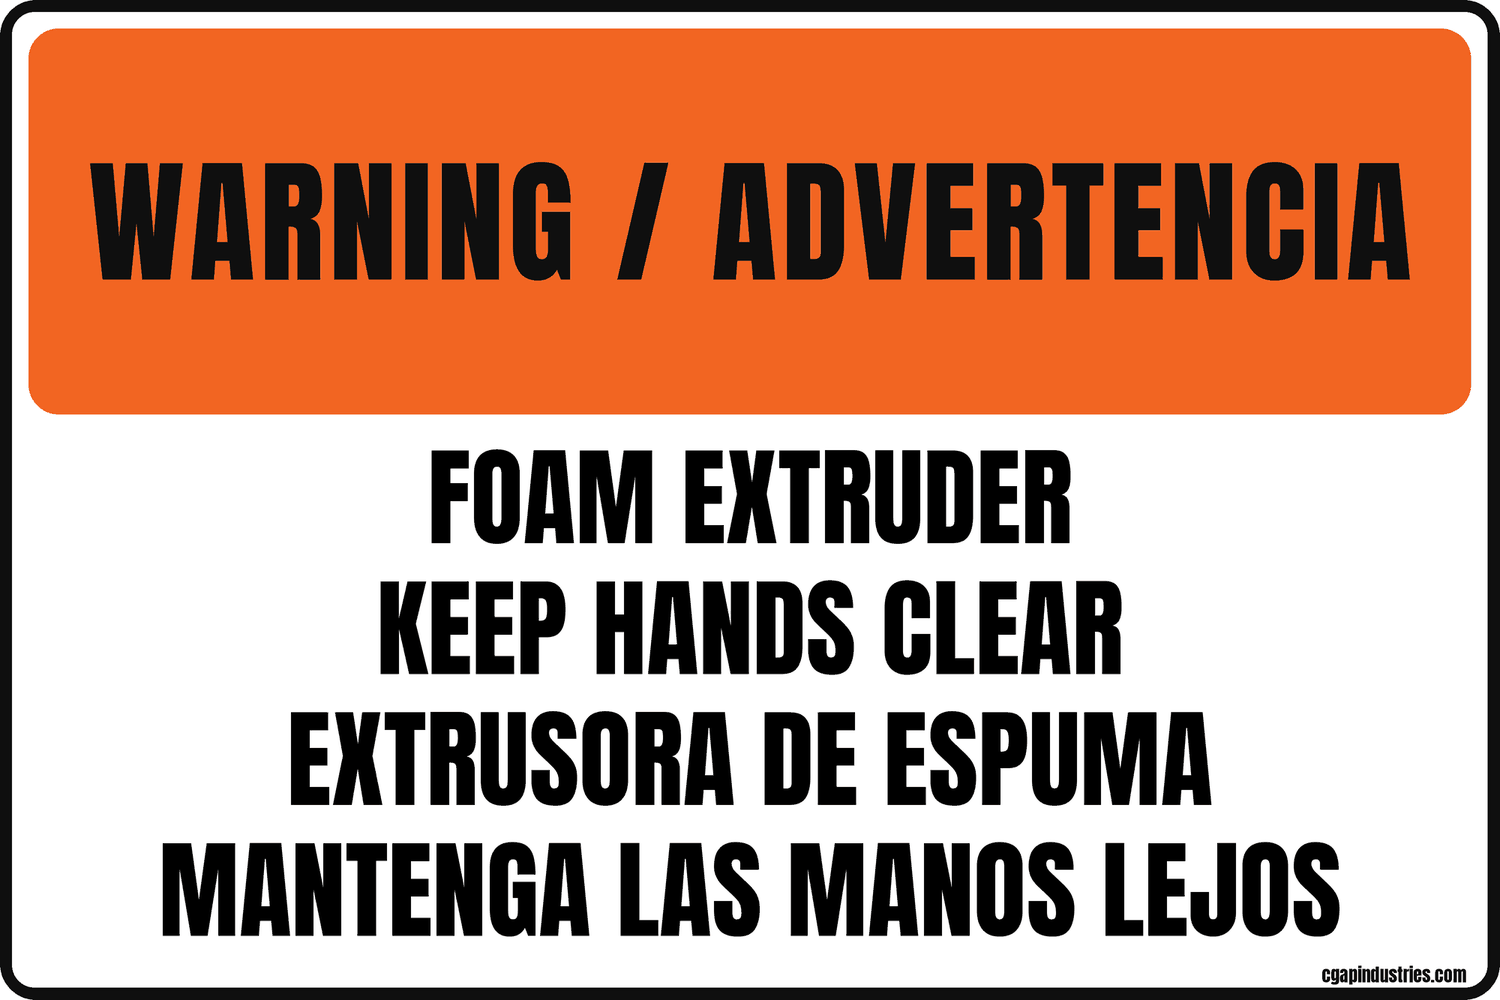 WARNING / ADVERTENCIA
FOAM EXTRUDER
KEEP HANDS CLEAR
EXTRUSORA DE ESPUMA
MANTENGA LAS MANOS LEJOS
cgapindustries.com